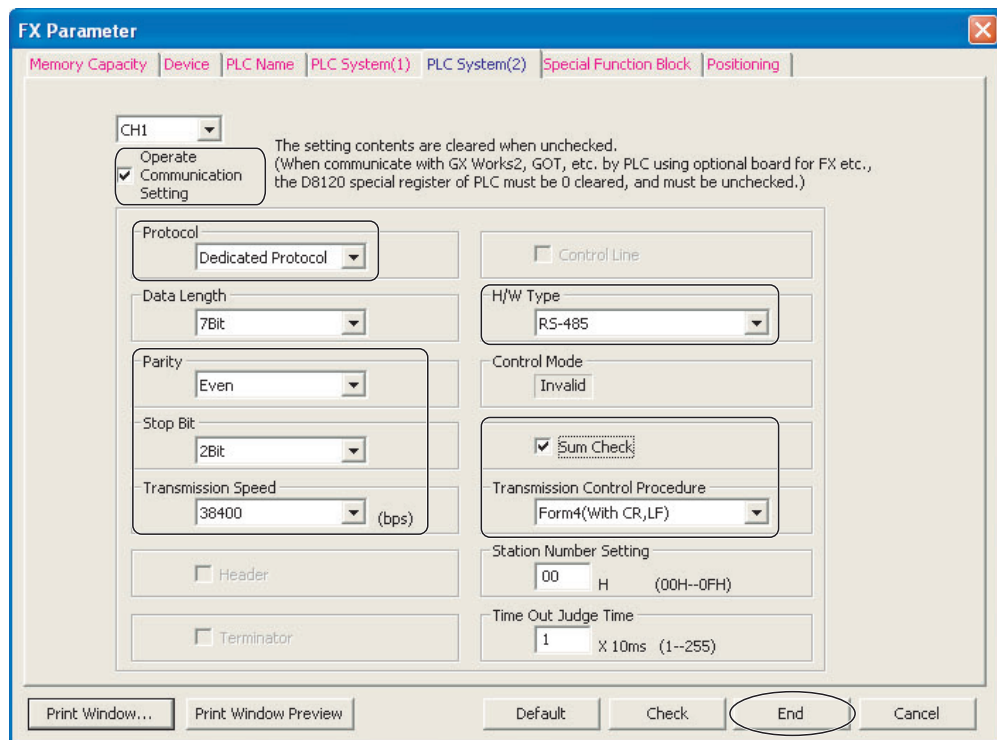 FX Parameter
Memory Capacity Device PLC Name PLC System(1) PLC System(2) Special Function Block Positioning
CH1
Operate
Communication
Setting
The setting contents are cleared when unchecked.
(When communicate with GX Works2, GOT, etc. by PLC using optional board for FX etc.,
the D8120 special register of PLC must be 0 cleared, and must be unchecked.)
Protocol
Dedicated Protocol
Control Line
Data Length
7Bit
H/W Type
RS-485
Parity
Even
Control Mode
Invalid
Stop Bit
2Bit
Sum Check
Transmission Speed
38400 (bps)
Transmission Control Procedure
Form4(With CR,LF)
Header
Station Number Setting
00 H (00H--0FH)
Terminator
Time Out Judge Time
1 X 10ms (1--255)
Print Window... Print Window Preview Default Check End Cancel